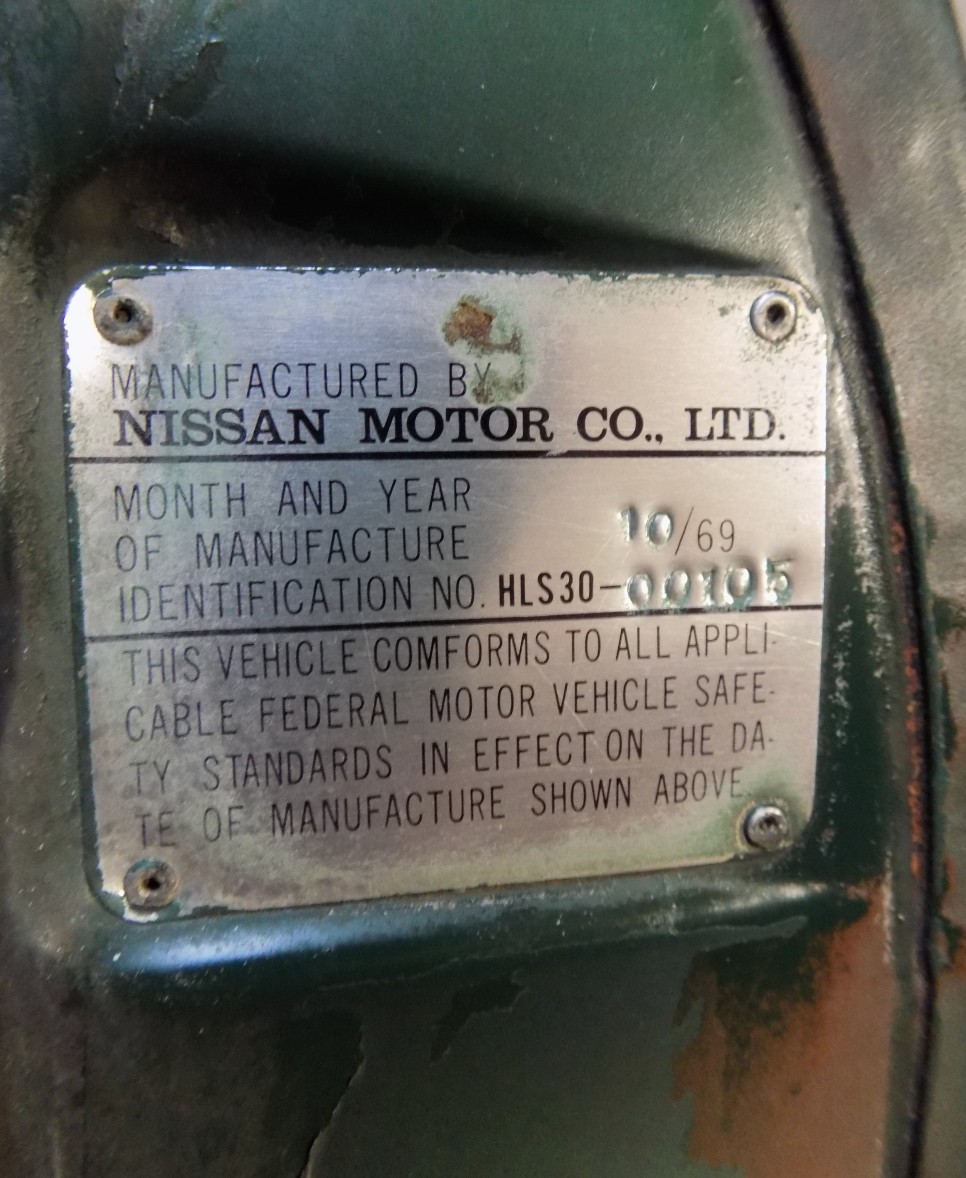 MANUFACTURED BY
NISSAN MOTOR CO., LTD.
MONTH AND YEAR
OF MANUFACTURE 10/69
IDENTIFICATION NO. HLS30-00105
THIS VEHICLE COMFORMS TO ALL APPLI-
CABLE FEDERAL MOTOR VEHICLE SAFE-
TY STANDARDS IN EFFECT ON THE DA-
TE OF MANUFACTURE SHOWN ABOVE.